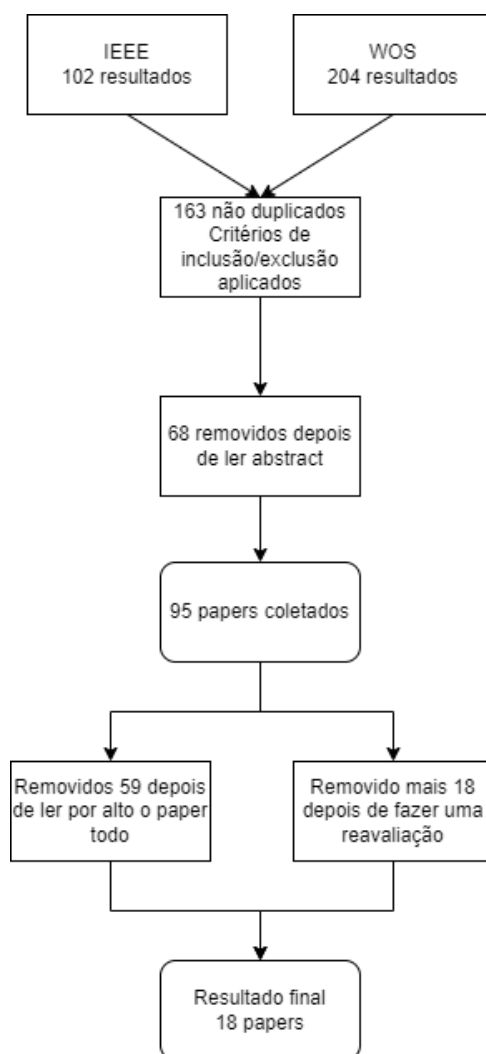 IEEE
102 resultados
WOS
204 resultados
163 não duplicados
Critérios de
inclusão/exclusão
aplicados
68 removidos depois
de ler abstract
95 papers coletados
Removidos 59 depois
de ler por alto o paper
todo
Removido mais 18
depois de fazer uma
reavaliação
Resultado final
18 papers